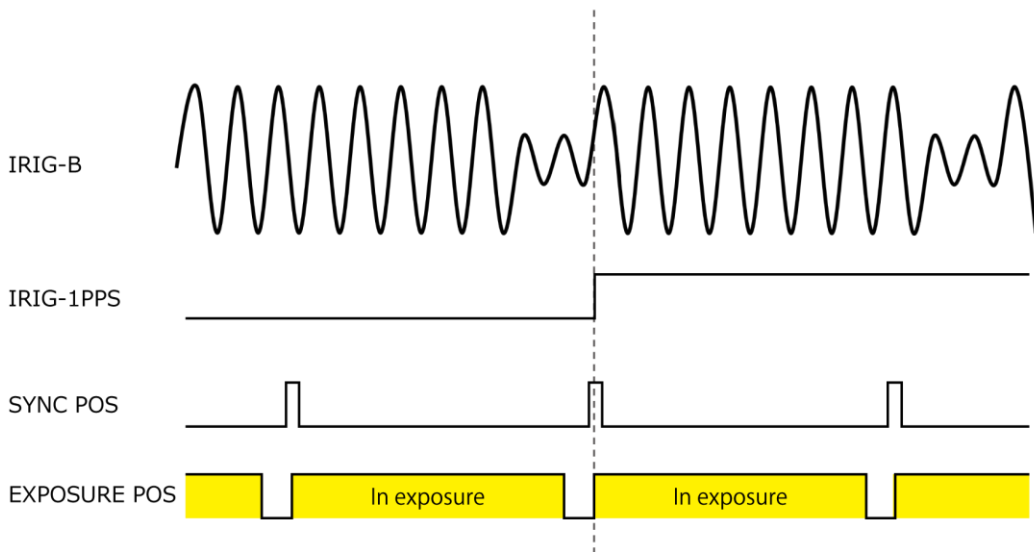 IRIG-B
IRIG-1PPS
SYNC POS
EXPOSURE POS
In exposure
In exposure